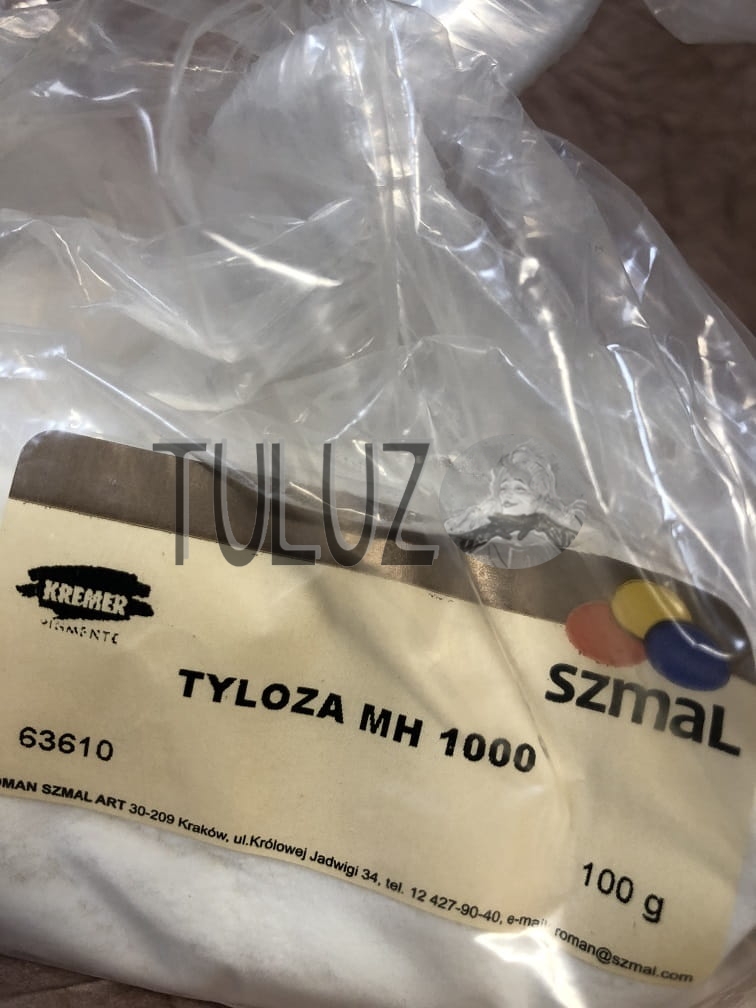 TULUZ
KREMER
PIGMENTE
szmaL
TYLOZA MH 1000
63610
ROMAN SZMAL ART 30-209 Kraków, ul.Królowej Jadwigi 34, tel. 12 427-90-40, e-mail: roman@szmal.com
100 g